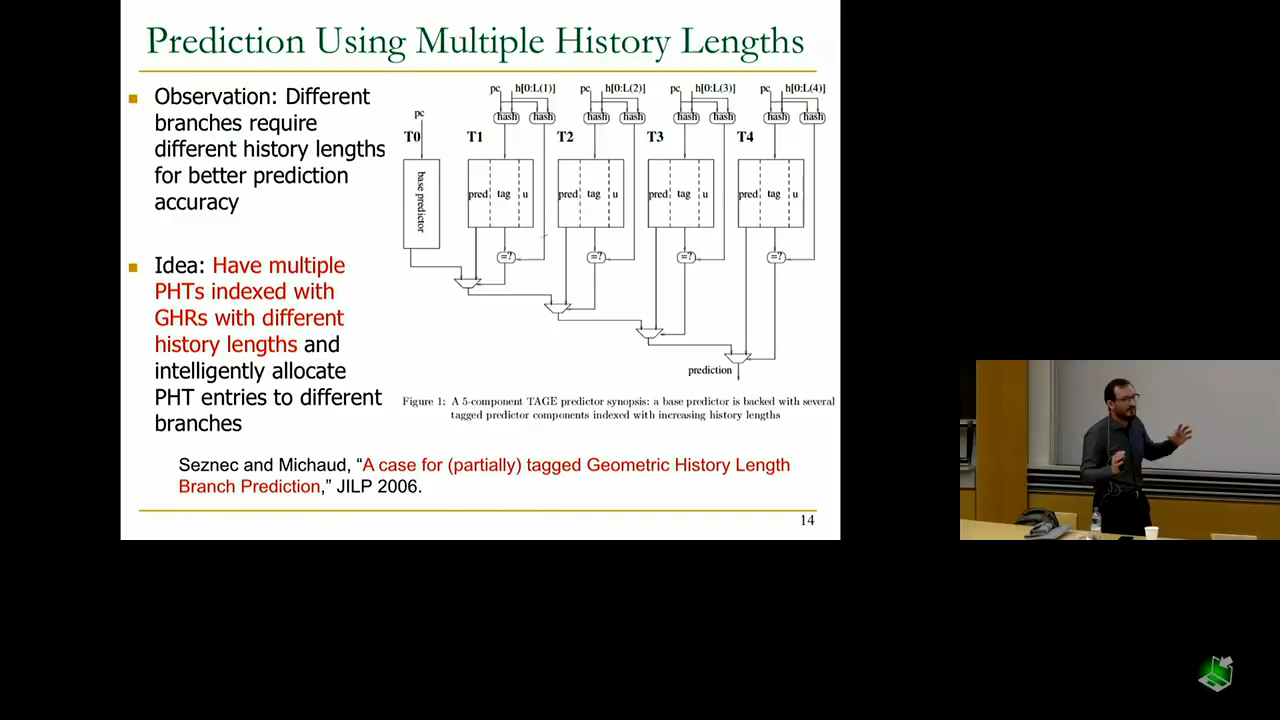 Prediction Using Multiple History Lengths
Observation: Different
branches require
different history lengths
for better prediction
accuracy
Idea: Have multiple
PHTs indexed with
GHRs with different
history lengths and
intelligently allocate
PHT entries to different
branches
pc
T0
base predictor
pc h[0:L(1)]
hash hash
T1
pred tag u
=?
pc h[0:L(2)]
hash hash
T2
pred tag u
=?
pc h[0:L(3)]
hash hash
T3
pred tag u
=?
pc h[0:L(4)]
hash hash
T4
pred tag u
=?
prediction
Figure 1: A 5-component TAGE predictor synopsis: a base predictor is backed with several
tagged predictor components indexed with increasing history lengths
Seznec and Michaud, “A case for (partially) tagged Geometric History Length
Branch Prediction,” JILP 2006.
14